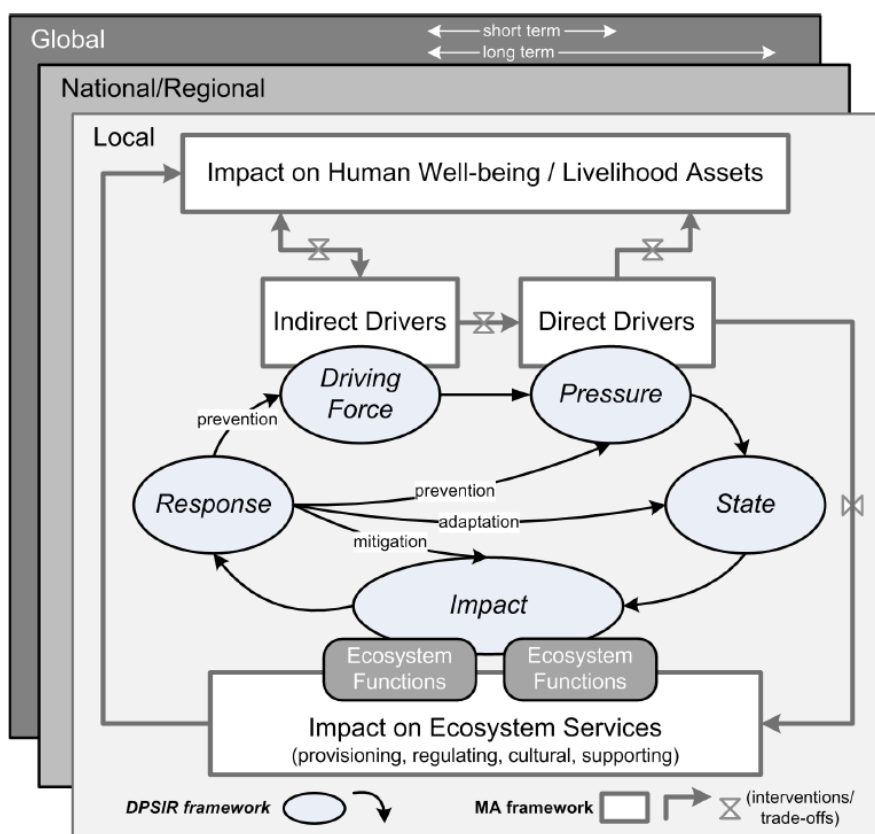 Global
short term
long term
National/Regional
Local
Impact on Human Well-being / Livelihood Assets
Indirect Drivers
Direct Drivers
Driving
Force
Pressure
prevention
Response
prevention
State
adaptation
mitigation
Impact
Ecosystem
Functions
Ecosystem
Functions
Impact on Ecosystem Services
(provisioning, regulating, cultural, supporting)
DPSIR framework
MA framework
(interventions/
trade-offs)